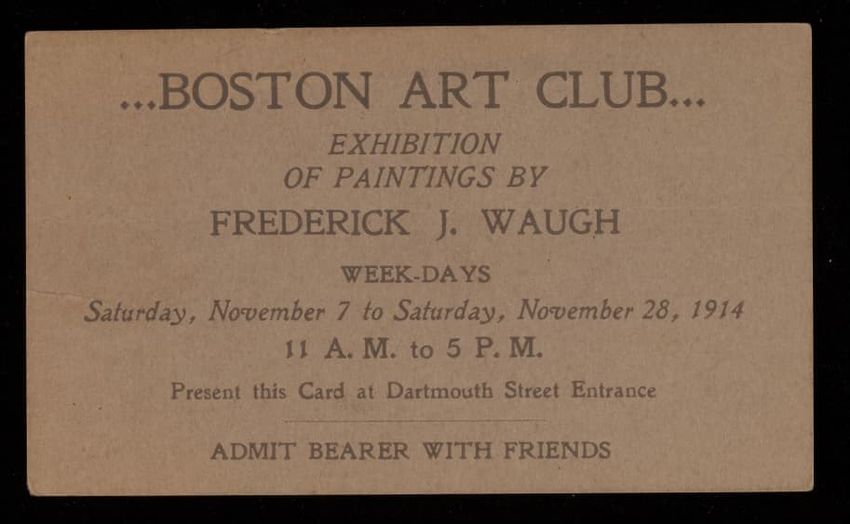 ...BOSTON ART CLUB...
EXHIBITION
OF PAINTINGS BY
FREDERICK J. WAUGH
WEEK-DAYS
Saturday, November 7 to Saturday, November 28, 1914
11 A. M. to 5 P. M.
Present this Card at Dartmouth Street Entrance
ADMIT BEARER WITH FRIENDS